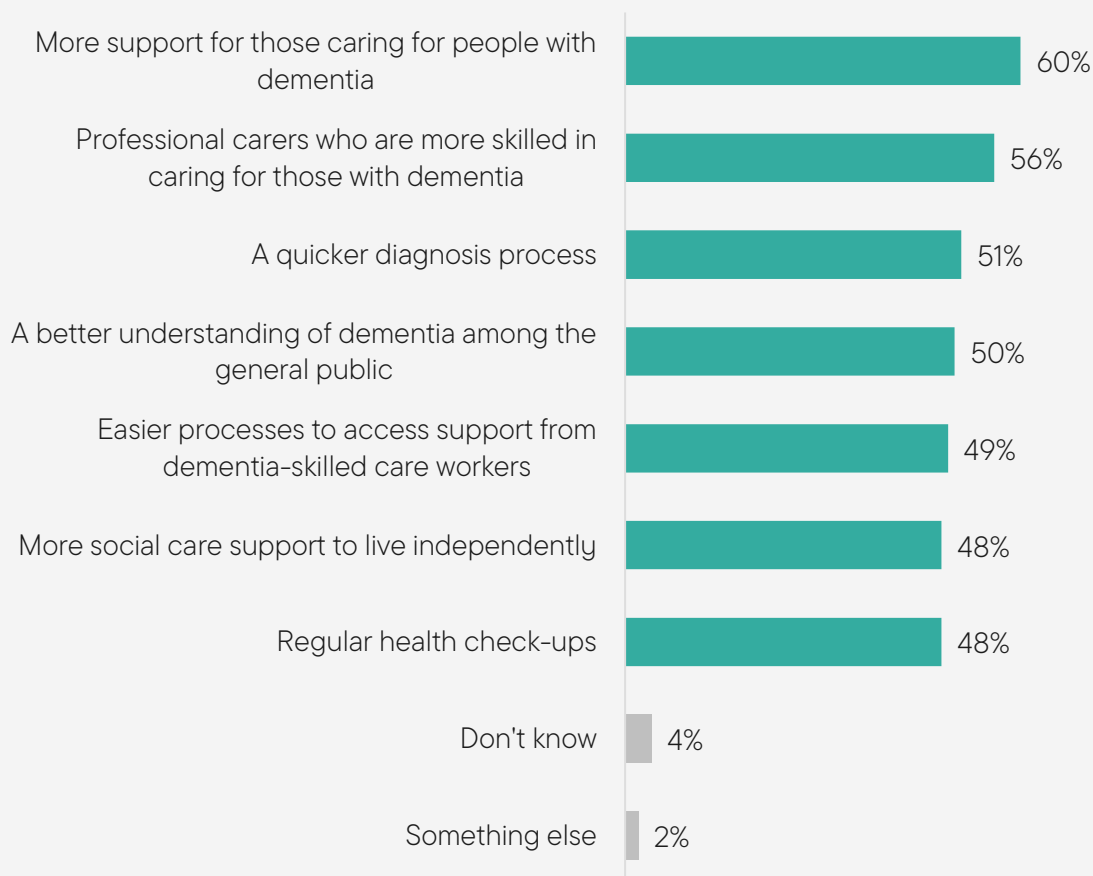 More support for those caring for people with
dementia
60%
Professional carers who are more skilled in
caring for those with dementia
56%
A quicker diagnosis process
51%
A better understanding of dementia among the
general public
50%
Easier processes to access support from
dementia-skilled care workers
49%
More social care support to live independently
48%
Regular health check-ups
48%
Don't know
4%
Something else
2%